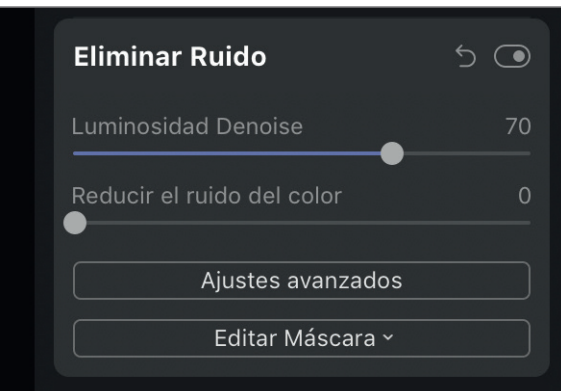 Eliminar Ruido
Luminosidad Denoise 70
Reducir el ruido del color 0
Ajustes avanzados
Editar Máscara